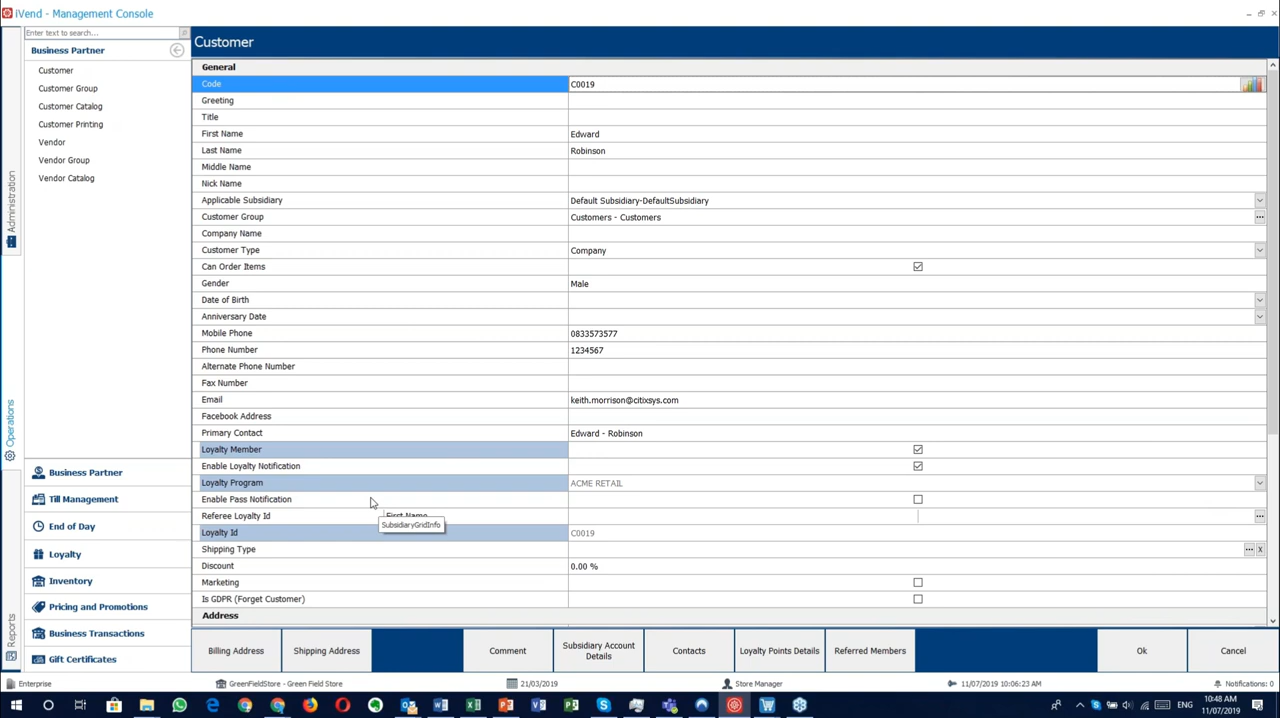 iVend - Management Console
Enter text to search...
Business Partner
Customer
Customer Group
Customer Catalog
Customer Printing
Vendor
Vendor Group
Vendor Catalog
Administration
Operations
Reports
Business Partner
Till Management
End of Day
Loyalty
Inventory
Pricing and Promotions
Business Transactions
Gift Certificates
Customer
General
Code C0019
Greeting
Title
First Name Edward
Last Name Robinson
Middle Name
Nick Name
Applicable Subsidiary Default Subsidiary-DefaultSubsidiary
Customer Group Customers - Customers
Company Name
Customer Type Company
Can Order Items
Gender Male
Date of Birth
Anniversary Date
Mobile Phone 0833573577
Phone Number 1234567
Alternate Phone Number
Fax Number
Email keith.morrison@citixsys.com
Facebook Address
Primary Contact Edward - Robinson
Loyalty Member
Enable Loyalty Notification
Loyalty Program ACME RETAIL
Enable Pass Notification
Referee Loyalty Id First Name
SubsidiaryGridInfo
Loyalty Id C0019
Shipping Type
Discount 0.00 %
Marketing
Is GDPR (Forget Customer)
Address
Billing Address Shipping Address Comment Subsidiary Account Details Contacts Loyalty Points Details Referred Members Ok Cancel
Enterprise GreenFieldStore - Green Field Store 21/03/2019 Store Manager 11/07/2019 10:06:23 AM Notifications: 0
ENG 10:48 AM
11/07/2019